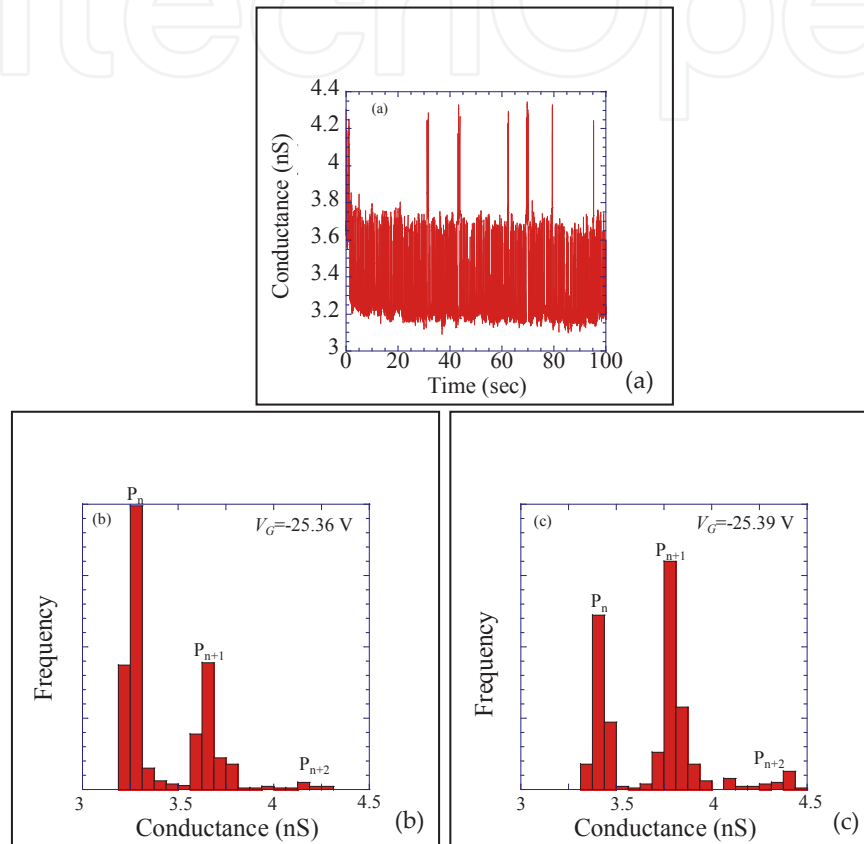 itechOpe
4.4
(a)
4.2
4
3.8
3.6
3.4
3.2
3
Conductance (nS)
0 20 40 60 80 100
Time (sec)
(a)
P_n
(b)
V_G=-25.36 V
P_n+1
P_n+2
Frequency
3 3.5 4 4.5
Conductance (nS)
(b)
(c)
V_G=-25.39 V
P_n+1
P_n
P_n+2
Frequency
3 3.5 4 4.5
Conductance (nS)
(c)